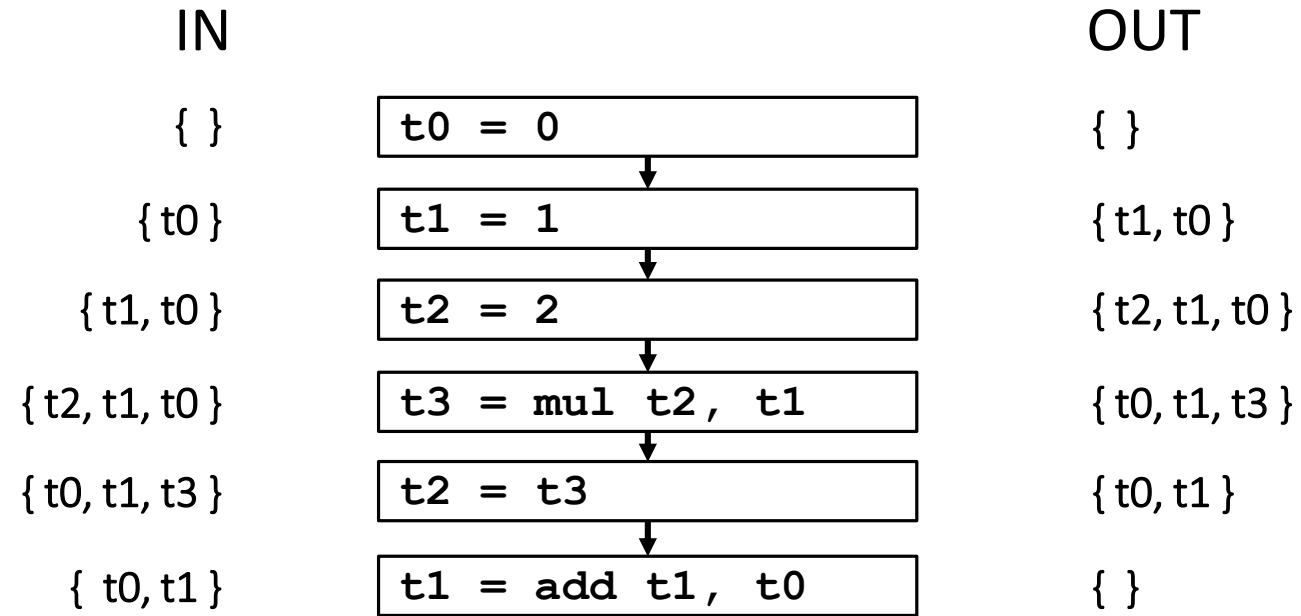 IN OUT
{ } t0 = 0 { }
{ t0 } t1 = 1 { t1, t0 }
{ t1, t0 } t2 = 2 { t2, t1, t0 }
{ t2, t1, t0 } t3 = mul t2, t1 { t0, t1, t3 }
{ t0, t1, t3 } t2 = t3 { t0, t1 }
{ t0, t1 } t1 = add t1, t0 { }